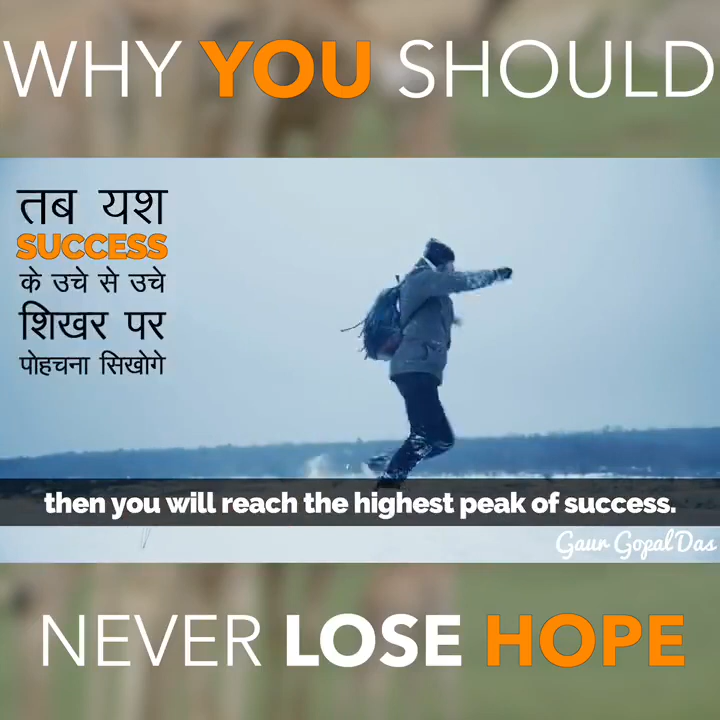 WHY YOU SHOULD
तब यश
SUCCESS
के उचे से उचे
शिखर पर
पोहचना सिखोगे
then you will reach the highest peak of success.
Gaur Gopal Das
NEVER LOSE HOPE